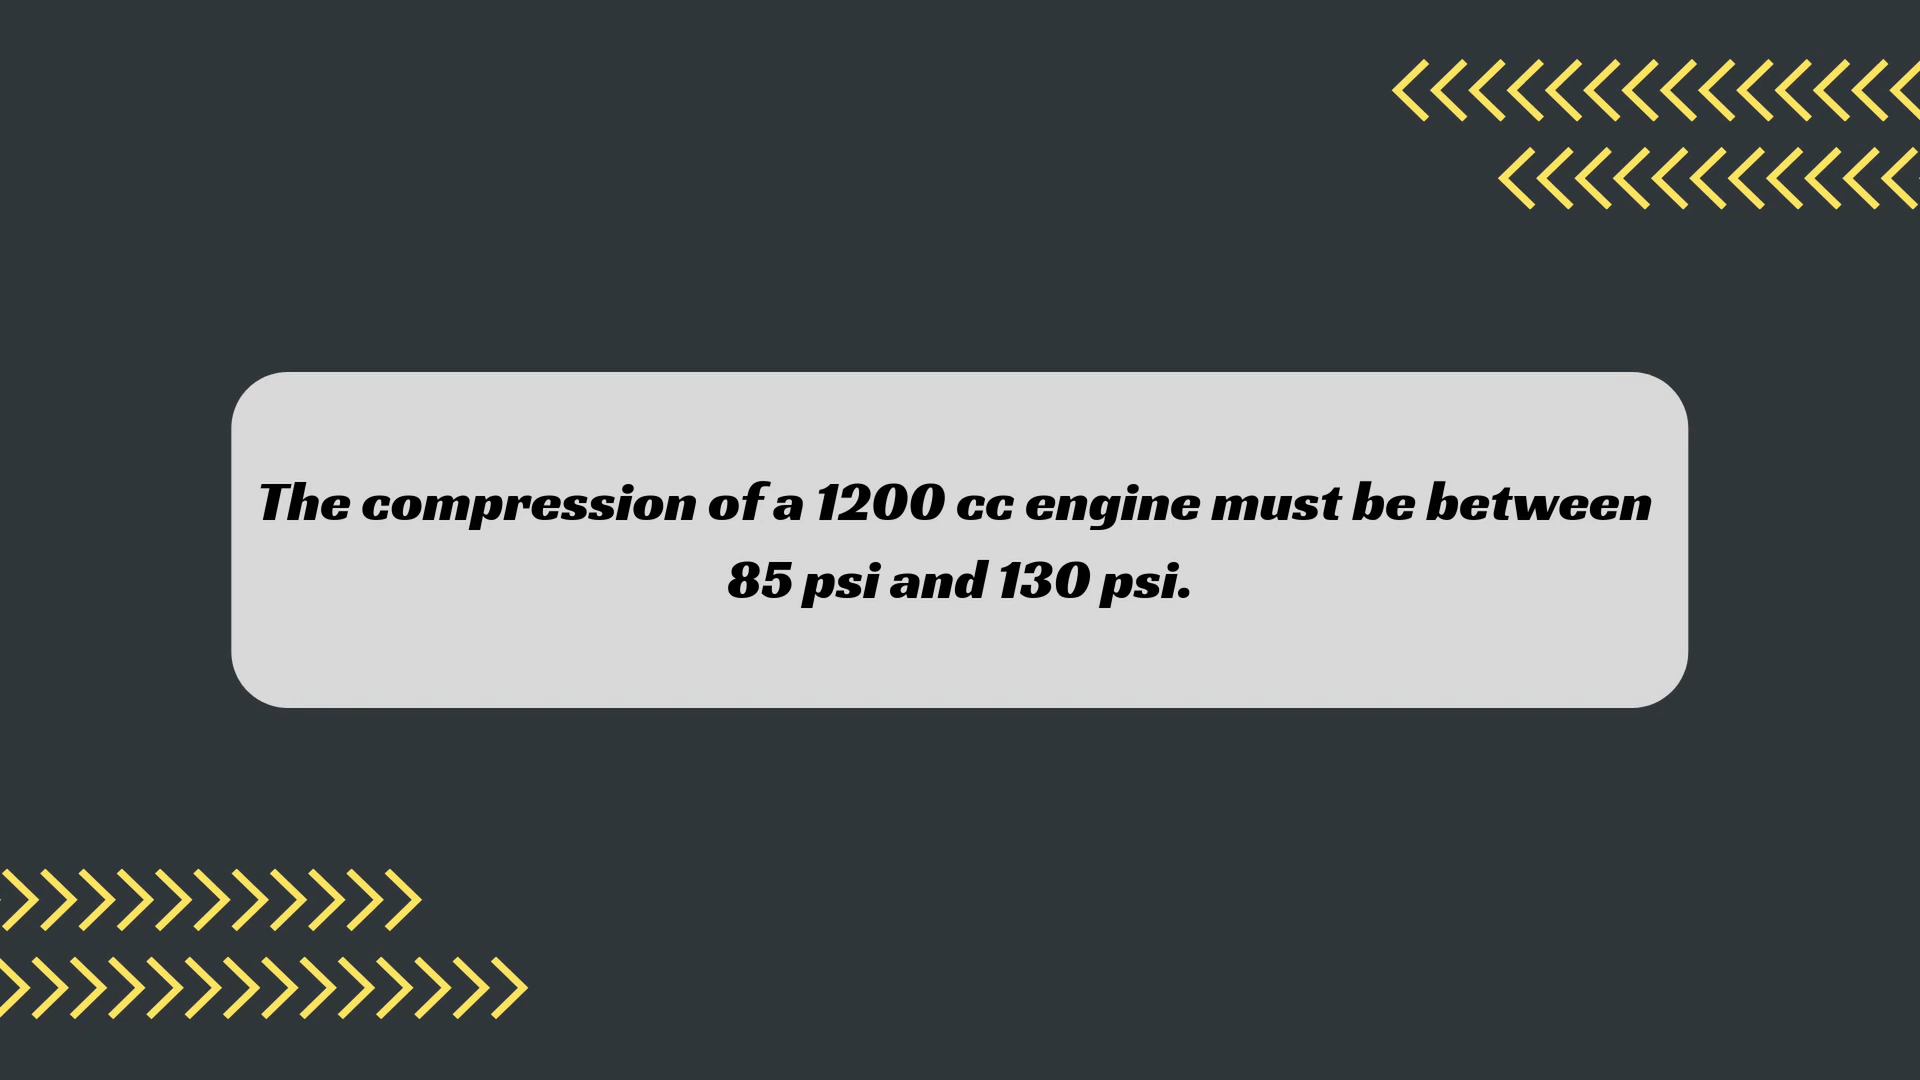 The compression of a 1200 cc engine must be between
85 psi and 130 psi.